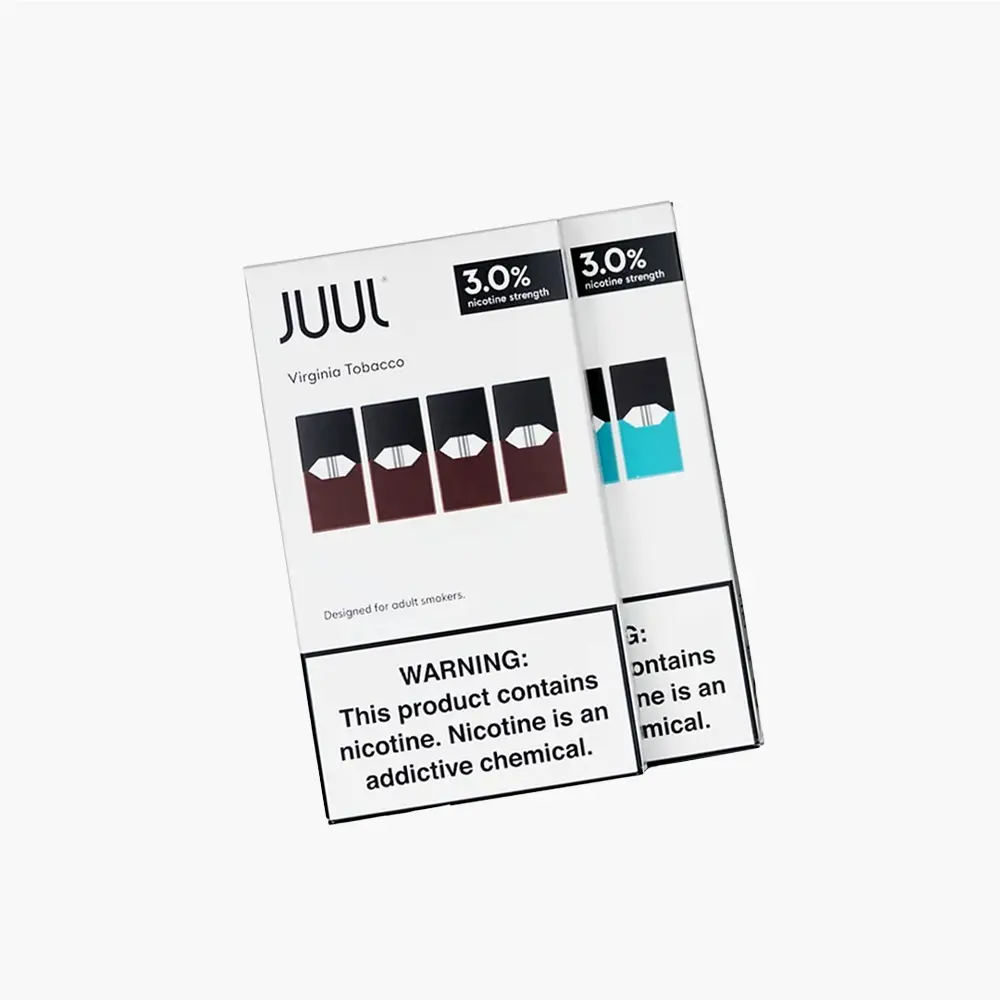 JUUL
3.0%
nicotine strength
Virginia Tobacco
Designed for adult smokers.
WARNING:
This product contains
nicotine. Nicotine is an
addictive chemical.
3.0%
nicotine strength
G:
ontains
ne is an
mical.